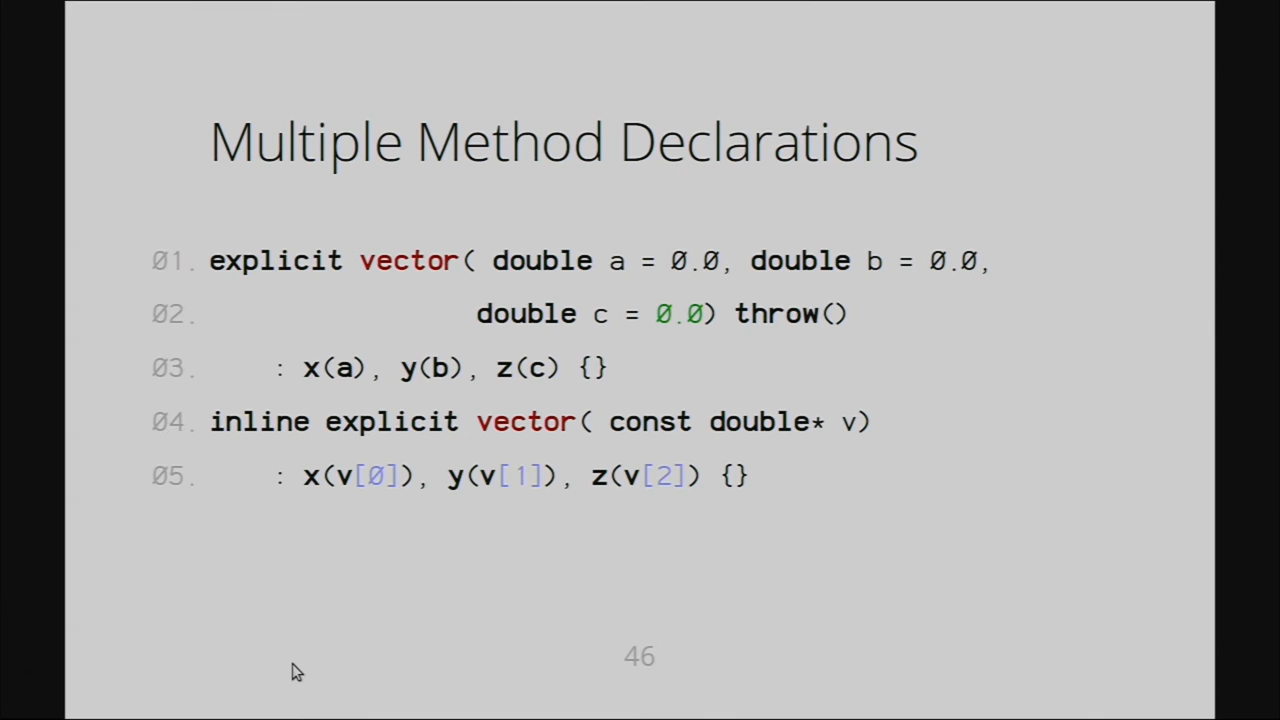 Multiple Method Declarations
01. explicit vector( double a = 0.0, double b = 0.0,
02. double c = 0.0) throw()
03. : x(a), y(b), z(c) {}
04. inline explicit vector( const double* v)
05. : x(v[0]), y(v[1]), z(v[2]) {}
46